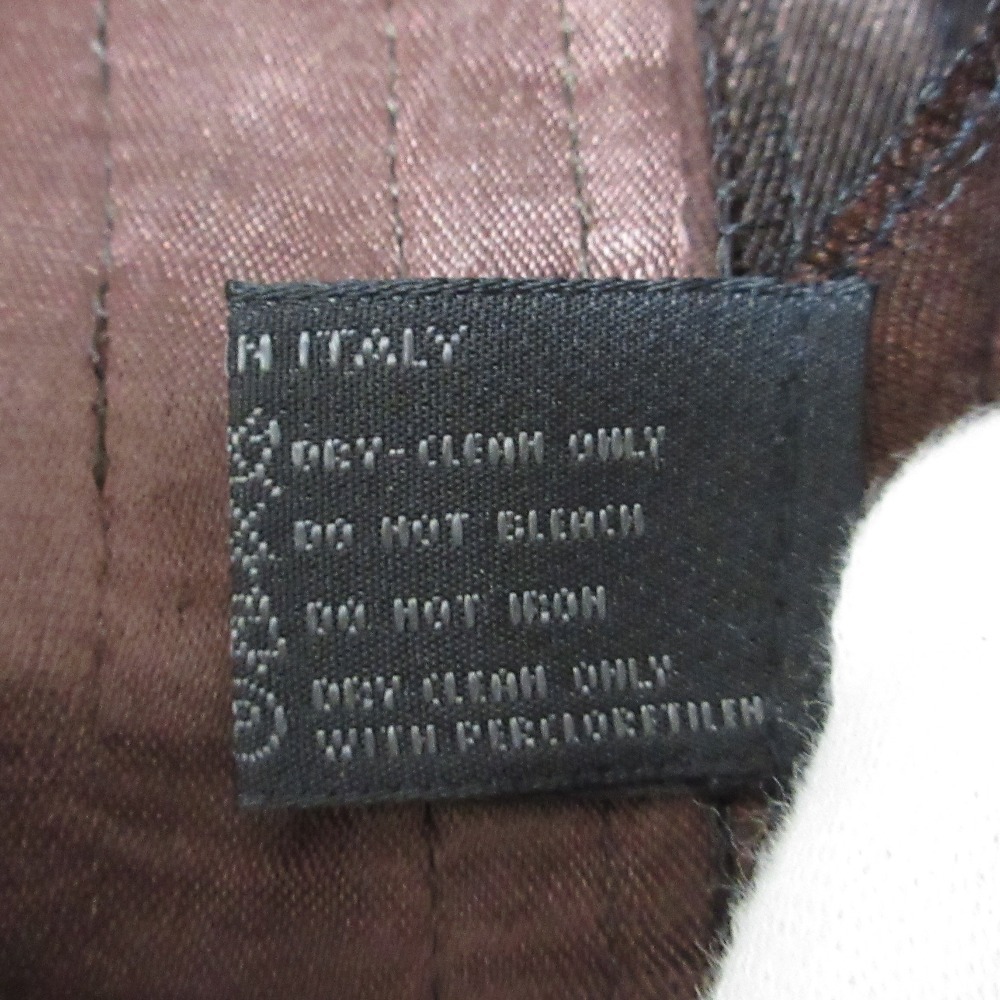 N ITALY
DRY-CLEAN ONLY
DO NOT BLEACH
DO NOT IRON
DRY CLEAN ONLY
WITH PERCLORETILEN